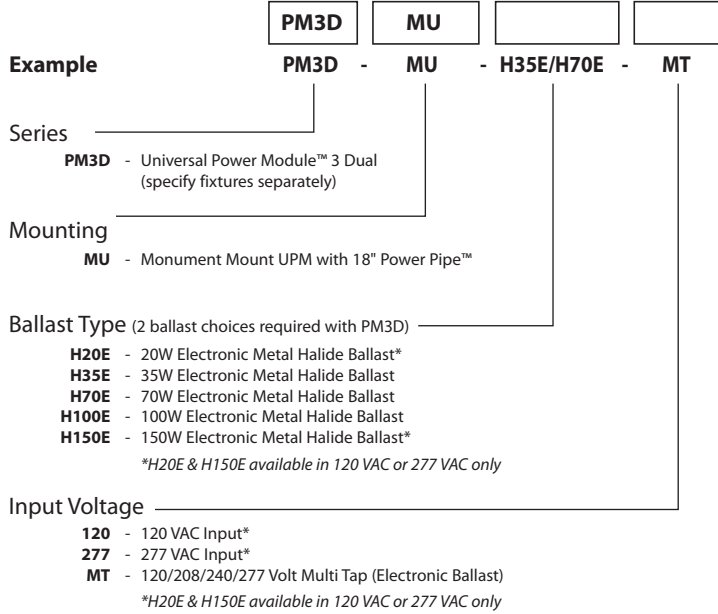 PM3D MU
Example PM3D - MU - H35E/H70E - MT
Series
PM3D - Universal Power Module™ 3 Dual
(specify fixtures separately)
Mounting
MU - Monument Mount UPM with 18" Power Pipe™
Ballast Type (2 ballast choices required with PM3D)
H20E - 20W Electronic Metal Halide Ballast*
H35E - 35W Electronic Metal Halide Ballast
H70E - 70W Electronic Metal Halide Ballast
H100E - 100W Electronic Metal Halide Ballast
H150E - 150W Electronic Metal Halide Ballast*
*H20E & H150E available in 120 VAC or 277 VAC only
Input Voltage
120 - 120 VAC Input*
277 - 277 VAC Input*
MT - 120/208/240/277 Volt Multi Tap (Electronic Ballast)
*H20E & H150E available in 120 VAC or 277 VAC only